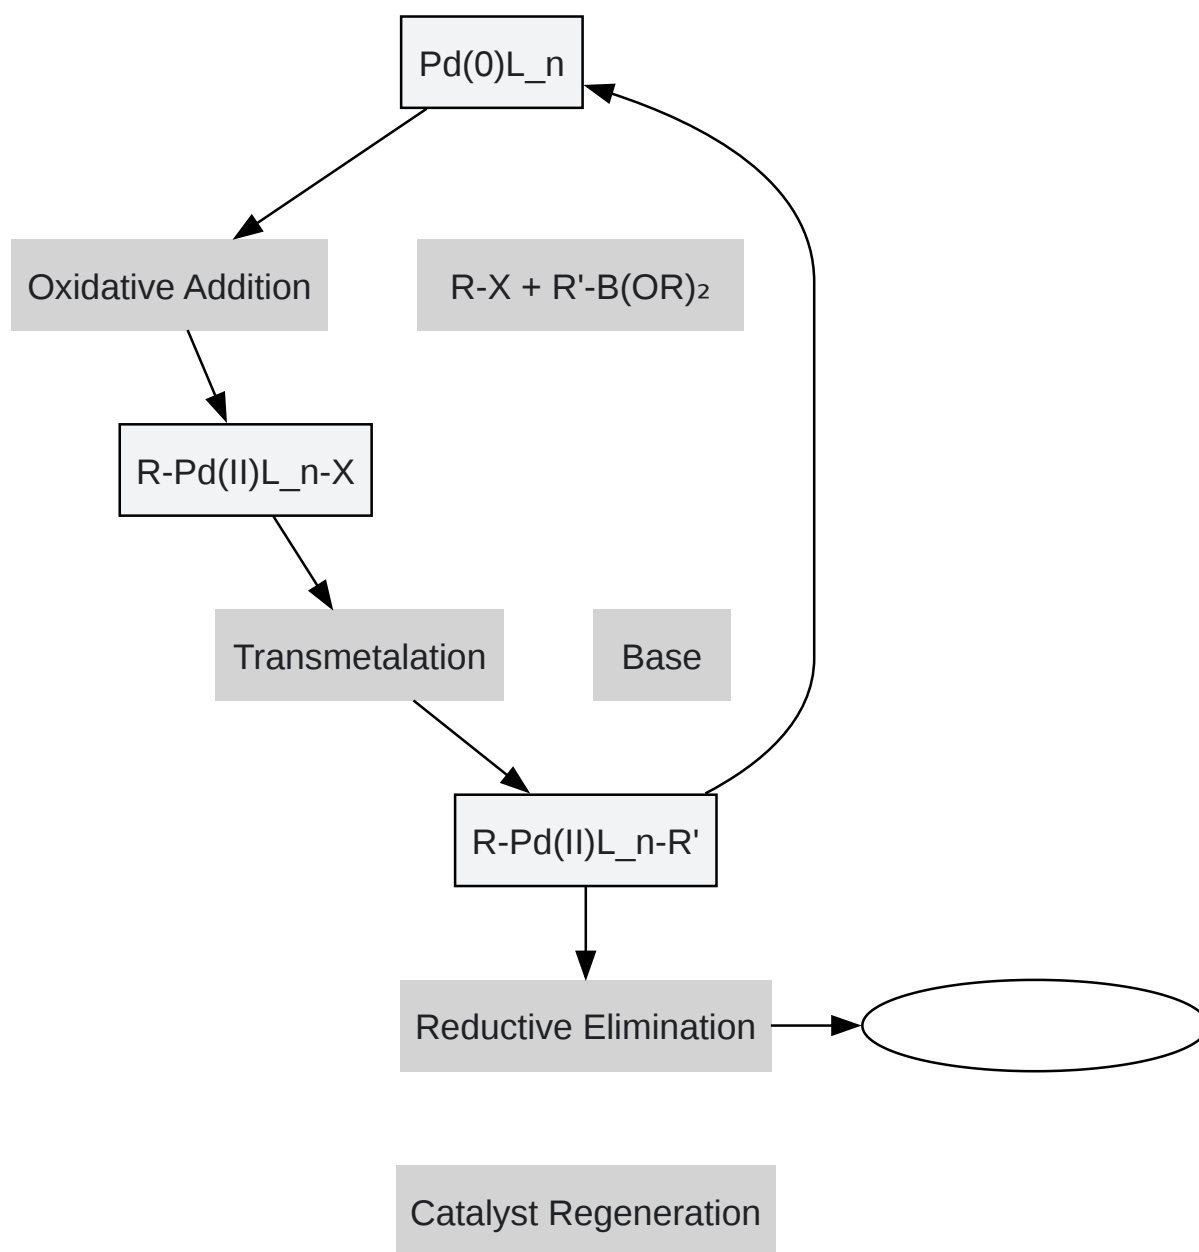 Pd(0)L_n
Oxidative Addition
R-X + R'-B(OR)₂
R-Pd(II)L_n-X
Transmetalation
Base
R-Pd(II)L_n-R'
Reductive Elimination
Catalyst Regeneration